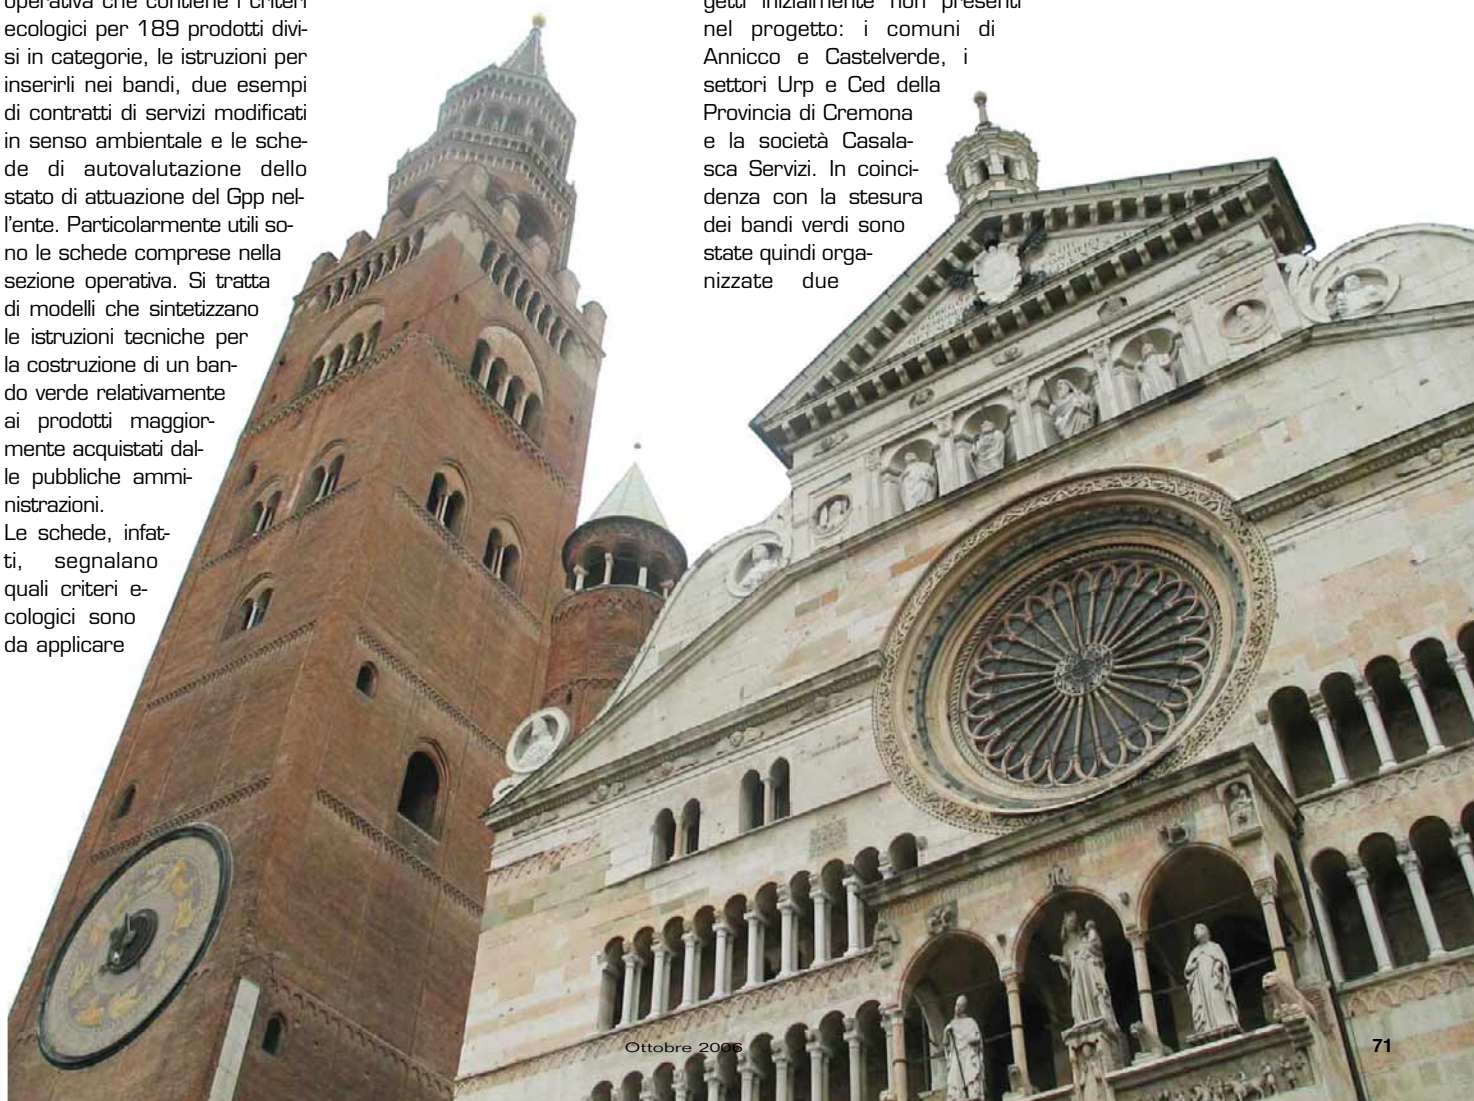 operativa che contiene i criteri
ecologici per 189 prodotti divi-
si in categorie, le istruzioni per
inserirli nei bandi, due esempi
di contratti di servizi modificati
in senso ambientale e le sche-
de di autovalutazione dello
stato di attuazione del Gpp nel-
l'ente. Particolarmente utili so-
no le schede comprese nella
sezione operativa. Si tratta
di modelli che sintetizzano
le istruzioni tecniche per
la costruzione di un ban-
do verde relativamente
ai prodotti maggior-
mente acquistati dal-
le pubbliche ammi-
nistrazioni.
Le schede, infat-
ti, segnalano
quali criteri e-
cologici sono
da applicare
getti inizialmente non presenti
nel progetto: i comuni di
Annicco e Castelverde, i
settori Urp e Ced della
Provincia di Cremona
e la società Casala-
sca Servizi. In coinci-
denza con la stesura
dei bandi verdi sono
state quindi orga-
nizzate due
Ottobre 2006
71